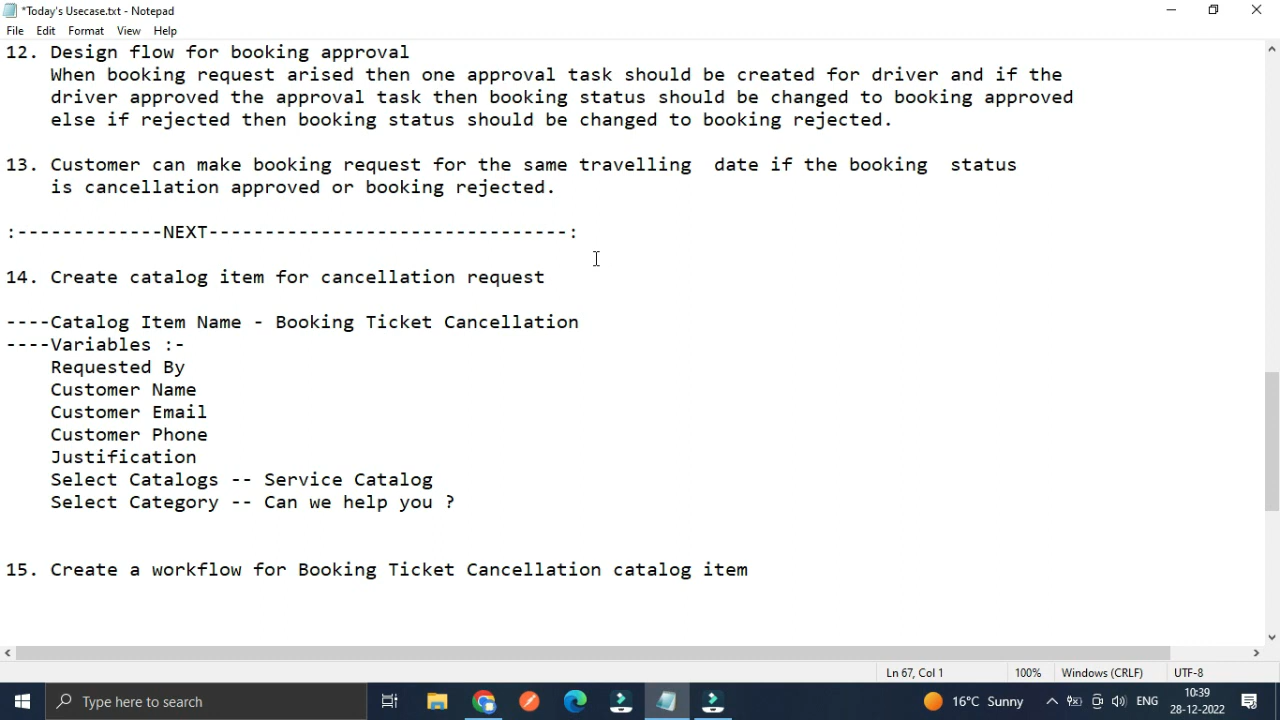 *Today's Usecase.txt - Notepad
File Edit Format View Help
12. Design flow for booking approval
When booking request arised then one approval task should be created for driver and if the
driver approved the approval task then booking status should be changed to booking approved
else if rejected then booking status should be changed to booking rejected.
13. Customer can make booking request for the same travelling  date if the booking  status
is cancellation approved or booking rejected.
:-------------NEXT--------------------------------:
14. Create catalog item for cancellation request
----Catalog Item Name - Booking Ticket Cancellation
----Variables :-
Requested By
Customer Name
Customer Email
Customer Phone
Justification
Select Catalogs -- Service Catalog
Select Category -- Can we help you ?
15. Create a workflow for Booking Ticket Cancellation catalog item
Ln 67, Col 1 100% Windows (CRLF) UTF-8
Type here to search 16°C Sunny ENG 10:39
28-12-2022